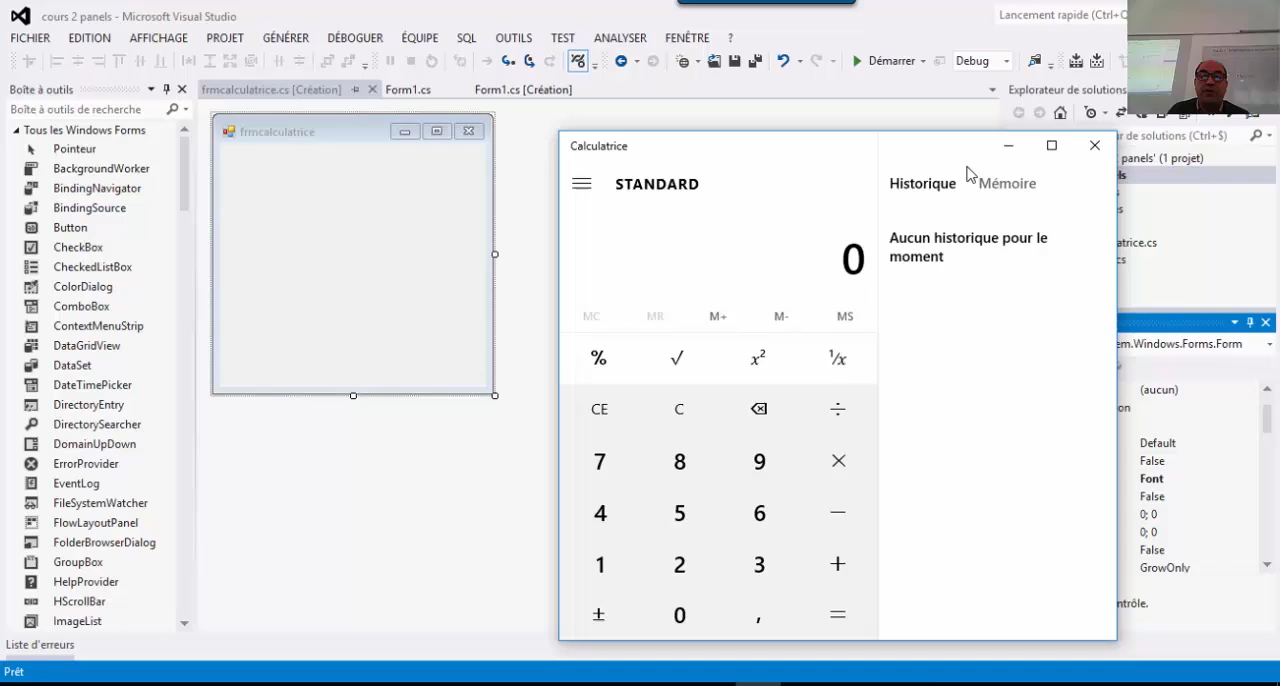 cours 2 panels - Microsoft Visual Studio
Lancement rapide (Ctrl+
FICHIER EDITION AFFICHAGE PROJET GÉNÉRER DÉBOGUER ÉQUIPE SQL OUTILS TEST ANALYSER FENÊTRE ?
Démarrer Debug
Boîte à outils
frmcalculatrice.cs [Création] Form1.cs Form1.cs [Création]
Explorateur de solutions
Boîte à outils de recherche
Tous les Windows Forms
Pointeur
BackgroundWorker
BindingNavigator
BindingSource
Button
CheckBox
CheckedListBox
ColorDialog
ComboBox
ContextMenuStrip
DataGridView
DataSet
DateTimePicker
DirectoryEntry
DirectorySearcher
DomainUpDown
ErrorProvider
EventLog
FileSystemWatcher
FlowLayoutPanel
FolderBrowserDialog
GroupBox
HelpProvider
HScrollBar
ImageList
frmcalculatrice
Calculatrice
STANDARD
0
MC MR M+ M- MS
% √ x² ¹/x
CE C ÷
7 8 9 ×
4 5 6 −
1 2 3 +
± 0 , =
Historique Mémoire
Aucun historique pour le
moment
ur de solutions (Ctrl+$)
panels' (1 projet)
ls
s
atrice.cs
cs
em.Windows.Forms.Form
(aucun)
on
Default
False
Font
False
0; 0
0; 0
False
GrowOnly
ntrôle.
Liste d'erreurs
Prêt